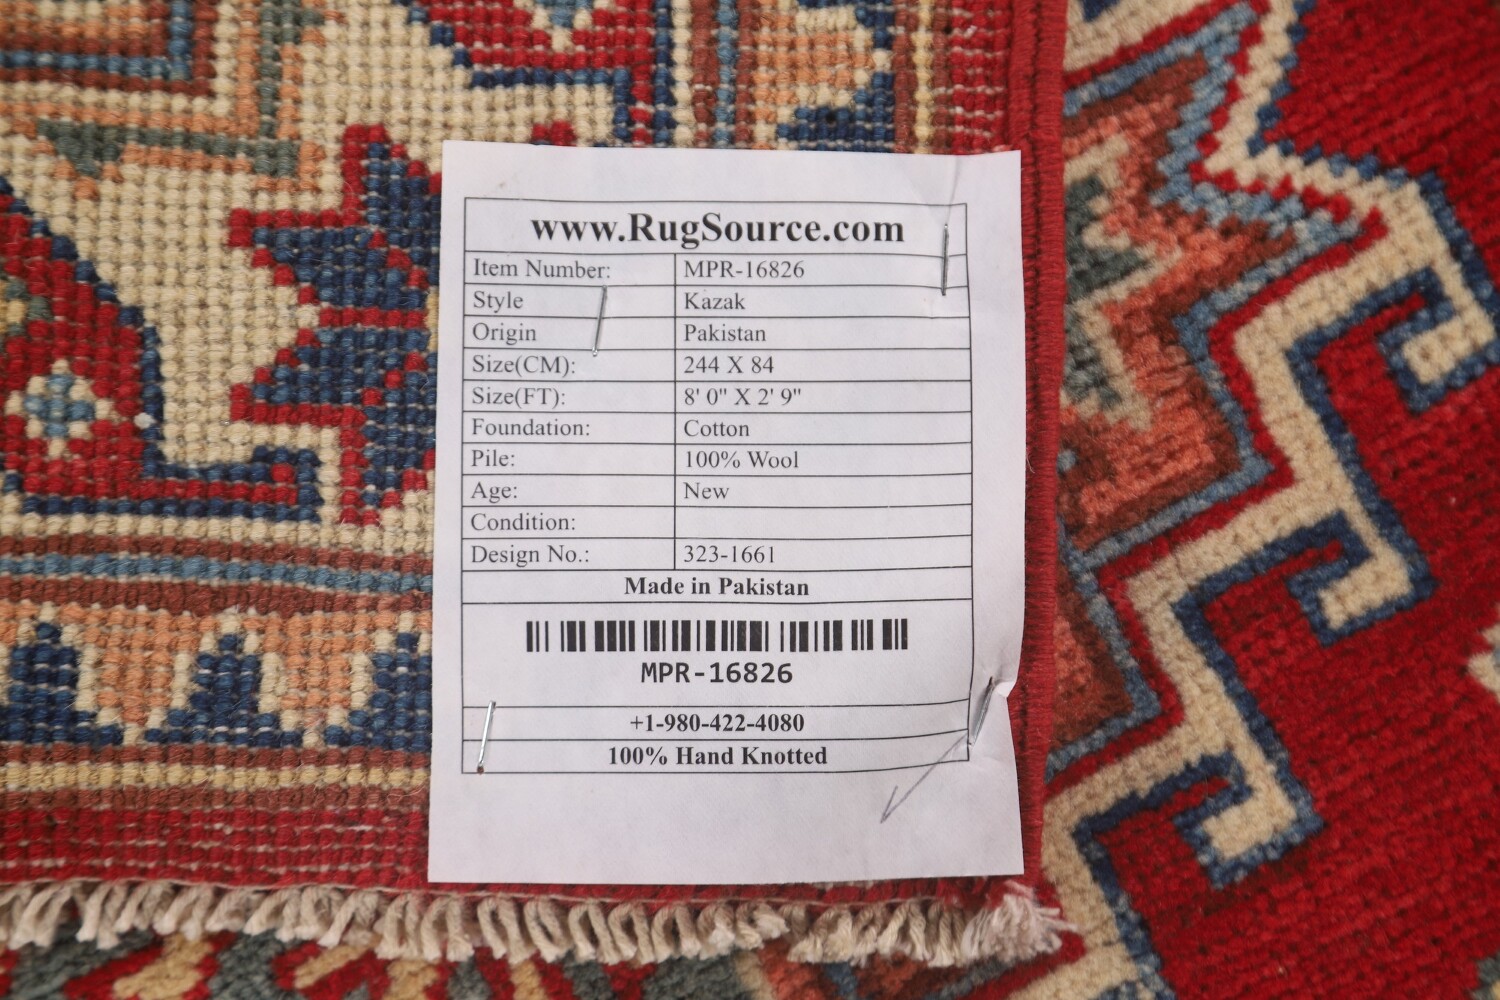 www.RugSource.com
Item Number: MPR-16826
Style Kazak
Origin Pakistan
Size(CM): 244 X 84
Size(FT): 8' 0" X 2' 9"
Foundation: Cotton
Pile: 100% Wool
Age: New
Condition:
Design No.: 323-1661
Made in Pakistan
MPR-16826
+1-980-422-4080
100% Hand Knotted